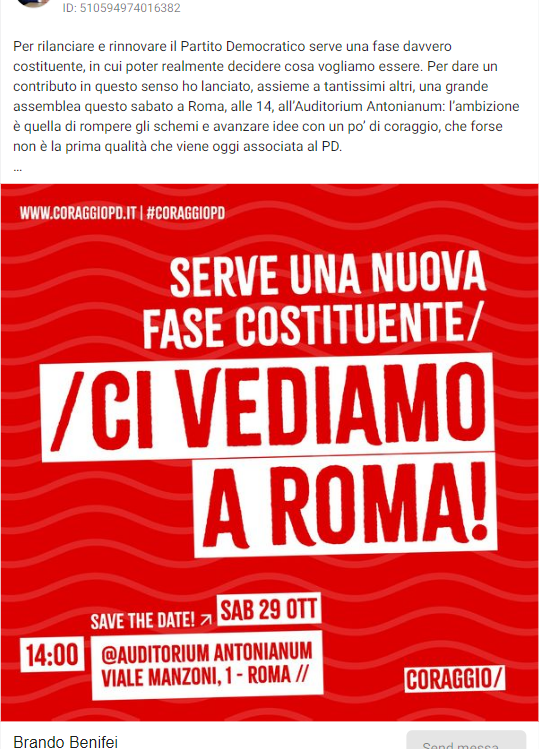 ID: 510594974016382
Per rilanciare e rinnovare il Partito Democratico serve una fase davvero
costituente, in cui poter realmente decidere cosa vogliamo essere. Per dare un
contributo in questo senso ho lanciato, assieme a tantissimi altri, una grande
assemblea questo sabato a Roma, alle 14, all'Auditorium Antonianum: l'ambizione
è quella di rompere gli schemi e avanzare idee con un po' di coraggio, che forse
non è la prima qualità che viene oggi associata al PD.
...
WWW.CORAGGIOPD.IT | #CORAGGIOPD
SERVE UNA NUOVA
FASE COSTITUENTE/
/CI VEDIAMO
A ROMA!
SAVE THE DATE! ↗ SAB 29 OTT
14:00 @AUDITORIUM ANTONIANUM
VIALE MANZONI, 1 - ROMA //
CORAGGIO/
Brando Benifei
Send messa